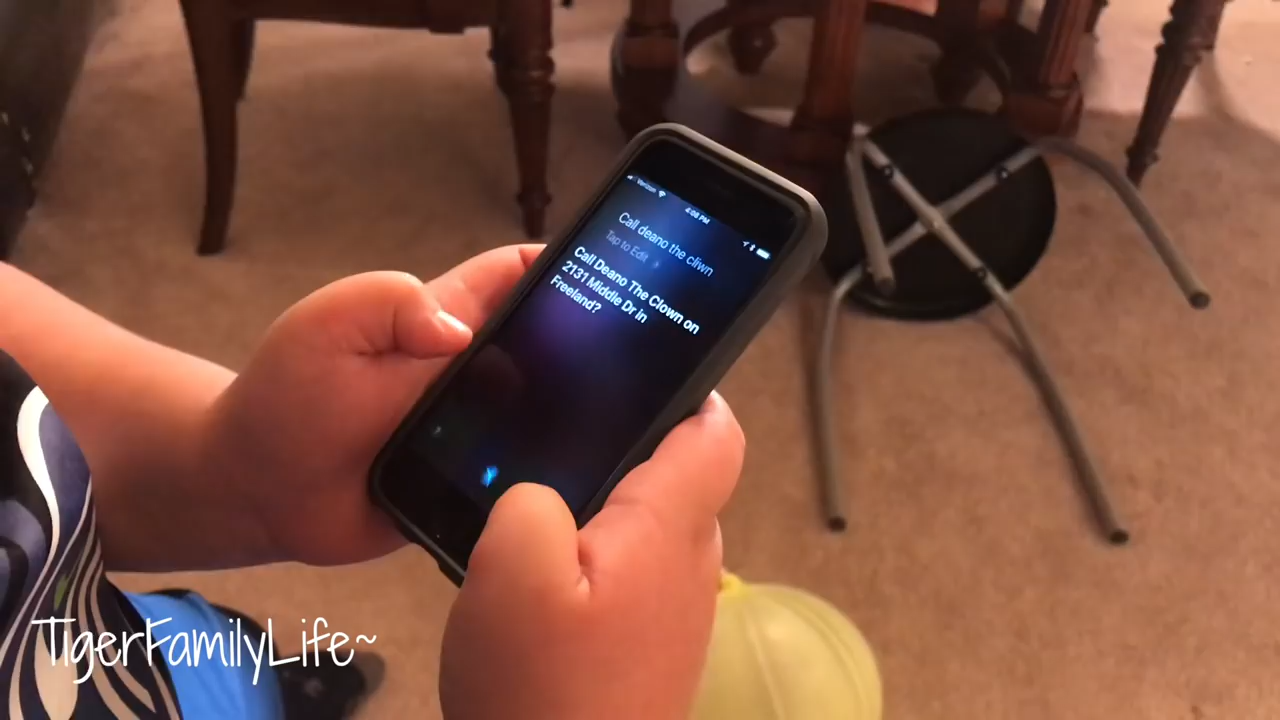 Verizon
4:08 PM
Call deano the cliwn
Tap to Edit
Call Deano The Clown on
2131 Middle Dr in
Freeland?
TigerFamilyLife~